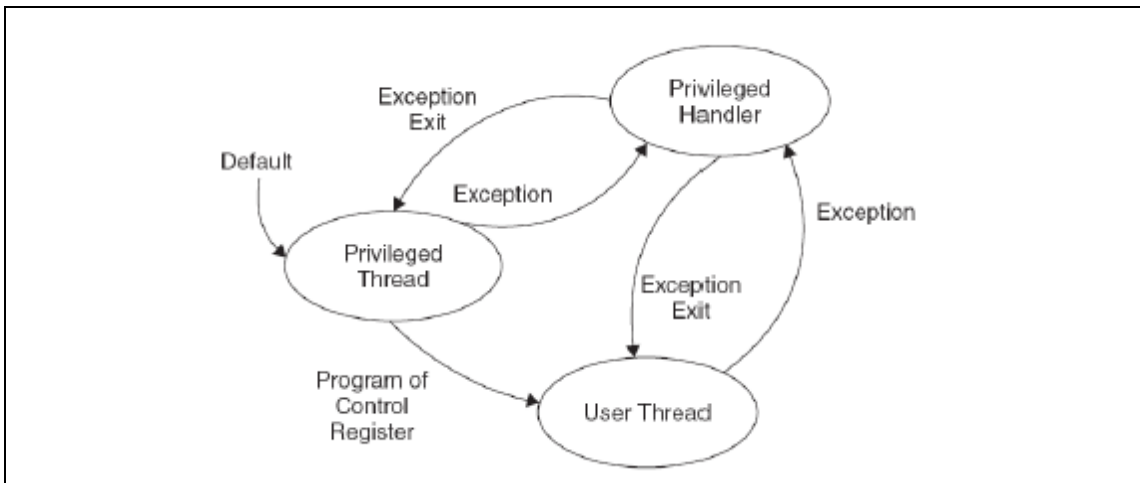 Privileged
Handler
Exception
Exit
Default
Exception
Exception
Privileged
Thread
Exception
Exit
Program of
Control
Register
User Thread